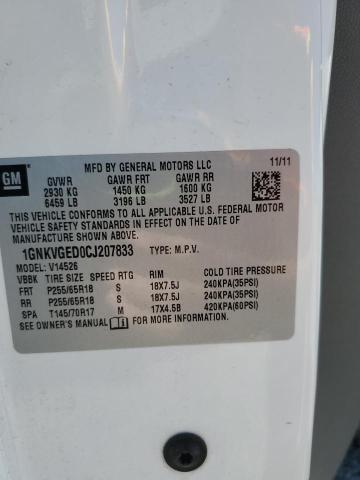 GM
MFD BY GENERAL MOTORS LLC 11/11
GVWR GAWR FRT GAWR RR
2930 KG 1450 KG 1600 KG
6459 LB 3196 LB 3527 LB
THIS VEHICLE CONFORMS TO ALL APPLICABLE U.S. FEDERAL MOTOR
VEHICLE SAFETY STANDARDS IN EFFECT ON THE DATE OF
MANUFACTURE SHOWN ABOVE.
1GNKVGED0CJ207833 TYPE: M.P.V.
MODEL: V14526
VBBK TIRE SIZE SPEED RTG RIM COLD TIRE PRESSURE
FRT P255/65R18 S 18X7.5J 240KPA(35PSI)
RR P255/65R18 S 18X7.5J 240KPA(35PSI)
SPA T145/70R17 M 17X4.5B 420KPA(60PSI)
SEE OWNER'S MANUAL FOR MORE INFORMATION